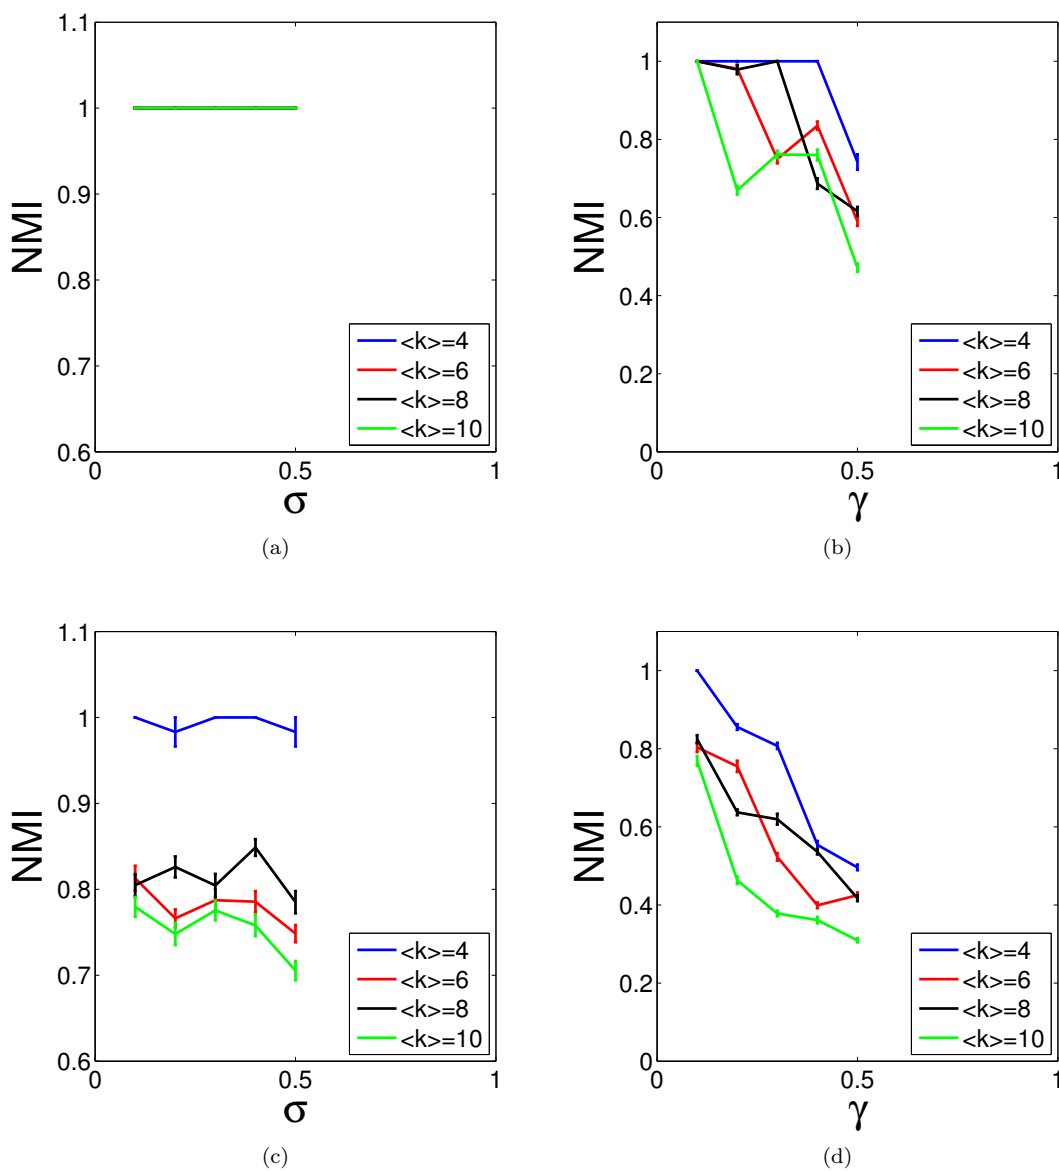 1.1
1
0.9
0.8
0.7
0.6
NMI
0
0.5
1
σ
<k>=4
<k>=6
<k>=8
<k>=10
(a)
1
0.8
0.6
0.4
0.2
0
NMI
0
0.5
1
γ
<k>=4
<k>=6
<k>=8
<k>=10
(b)
1.1
1
0.9
0.8
0.7
0.6
NMI
0
0.5
1
σ
<k>=4
<k>=6
<k>=8
<k>=10
(c)
1
0.8
0.6
0.4
0.2
0
NMI
0
0.5
1
γ
<k>=4
<k>=6
<k>=8
<k>=10
(d)